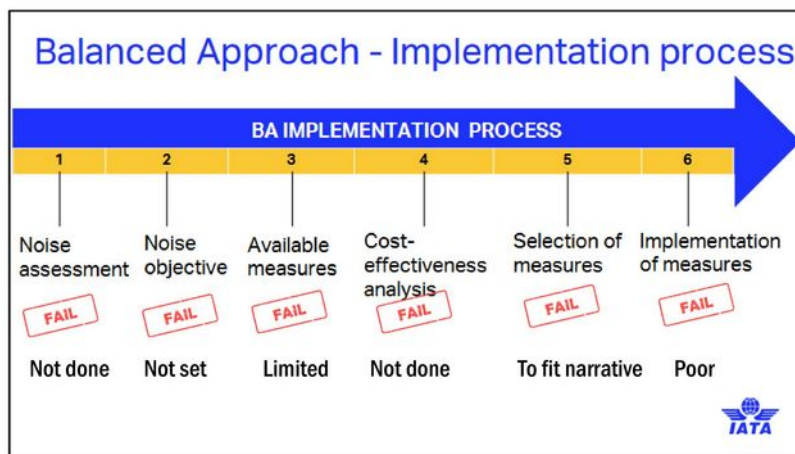 Balanced Approach - Implementation process
BA IMPLEMENTATION PROCESS
1 2 3 4 5 6
Noise
assessment
FAIL
Not done
Noise
objective
FAIL
Not set
Available
measures
FAIL
Limited
Cost-
effectiveness
analysis
FAIL
Not done
Selection of
measures
FAIL
To fit narrative
Implementation
of measures
FAIL
Poor
IATA